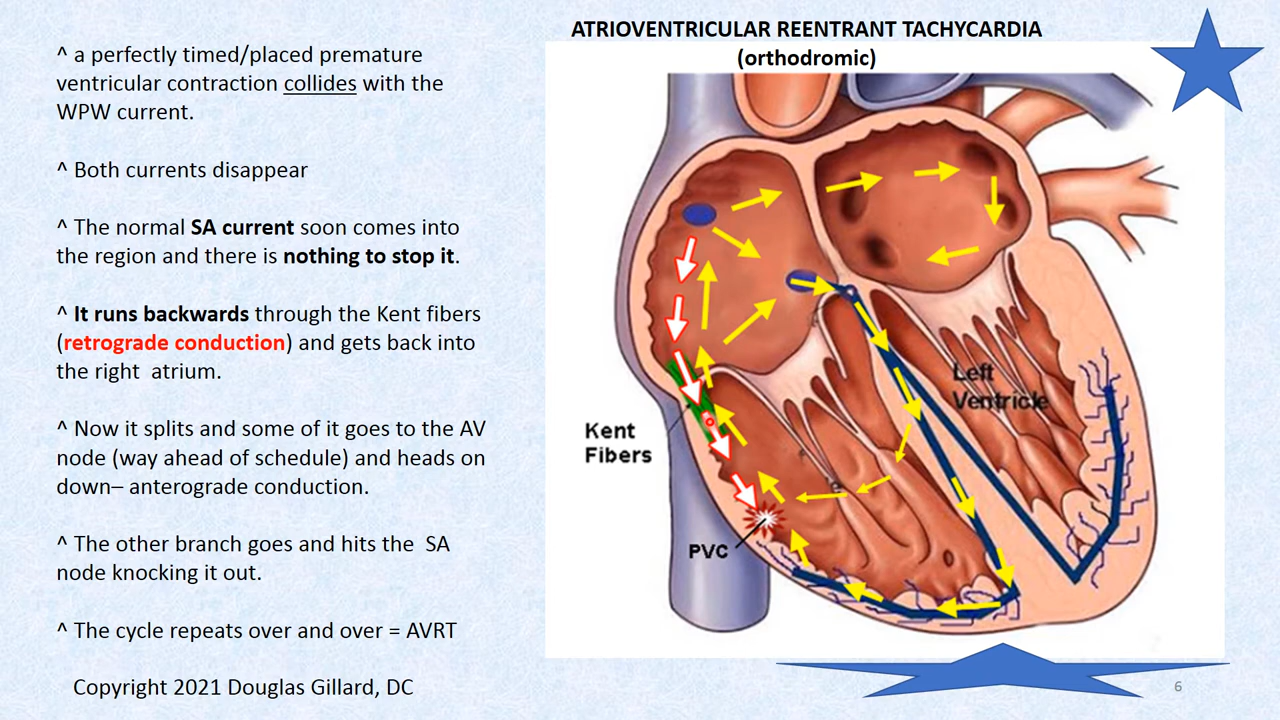 ATRIOVENTRICULAR REENTRANT TACHYCARDIA
(orthodromic)
^ a perfectly timed/placed premature
ventricular contraction collides with the
WPW current.
^ Both currents disappear
^ The normal SA current soon comes into
the region and there is nothing to stop it.
^ It runs backwards through the Kent fibers
(retrograde conduction) and gets back into
the right  atrium.
^ Now it splits and some of it goes to the AV
node (way ahead of schedule) and heads on
down– anterograde conduction.
^ The other branch goes and hits the  SA
node knocking it out.
^ The cycle repeats over and over = AVRT
Copyright 2021 Douglas Gillard, DC
Left
Ventricle
Kent
Fibers
PVC
6